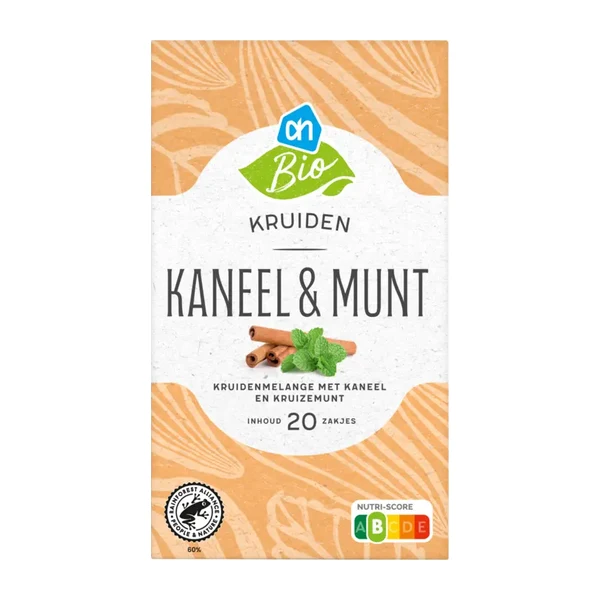 ah
Bio
KRUIDEN
KANEEL & MUNT
KRUIDENMELANGE MET KANEEL
EN KRUIZEMUNT
INHOUD 20 ZAKJES
RAINFOREST ALLIANCE
PEOPLE & NATURE
60%
NUTRI-SCORE
A B C D E